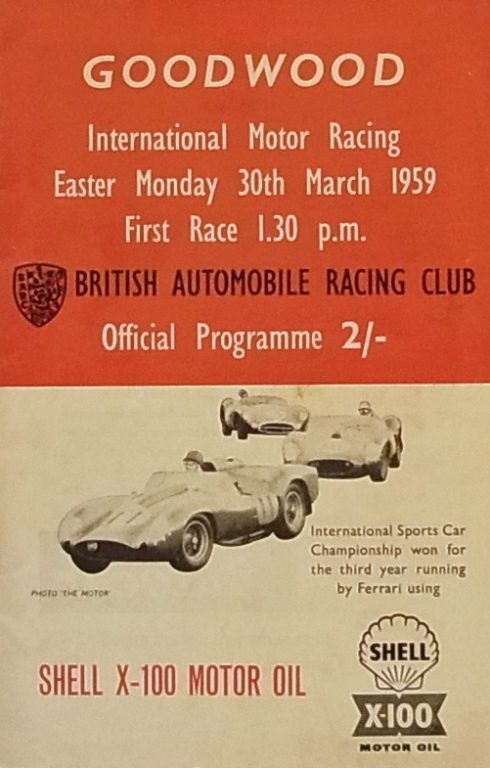 GOODWOOD
International Motor Racing
Easter Monday 30th March 1959
First Race 1.30 p.m.
BRITISH AUTOMOBILE RACING CLUB
Official Programme 2/-
International Sports Car
Championship won for
the third year running
by Ferrari using
PHOTO 'THE MOTOR'
SHELL X-100 MOTOR OIL
SHELL
X-100
MOTOR OIL